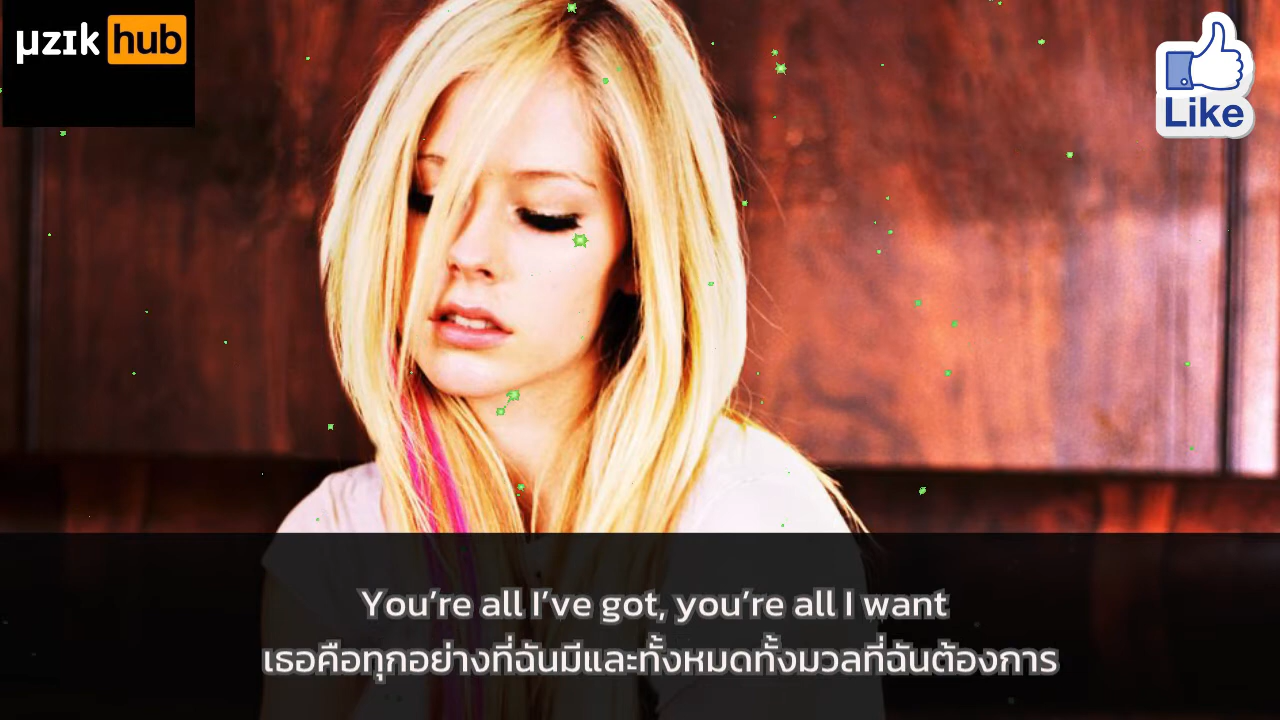 μzɪk hub
Like
You're all I've got, you're all I want
เธอคือทุกอย่างที่ฉันมีและทั้งหมดทั้งมวลที่ฉันต้องการ